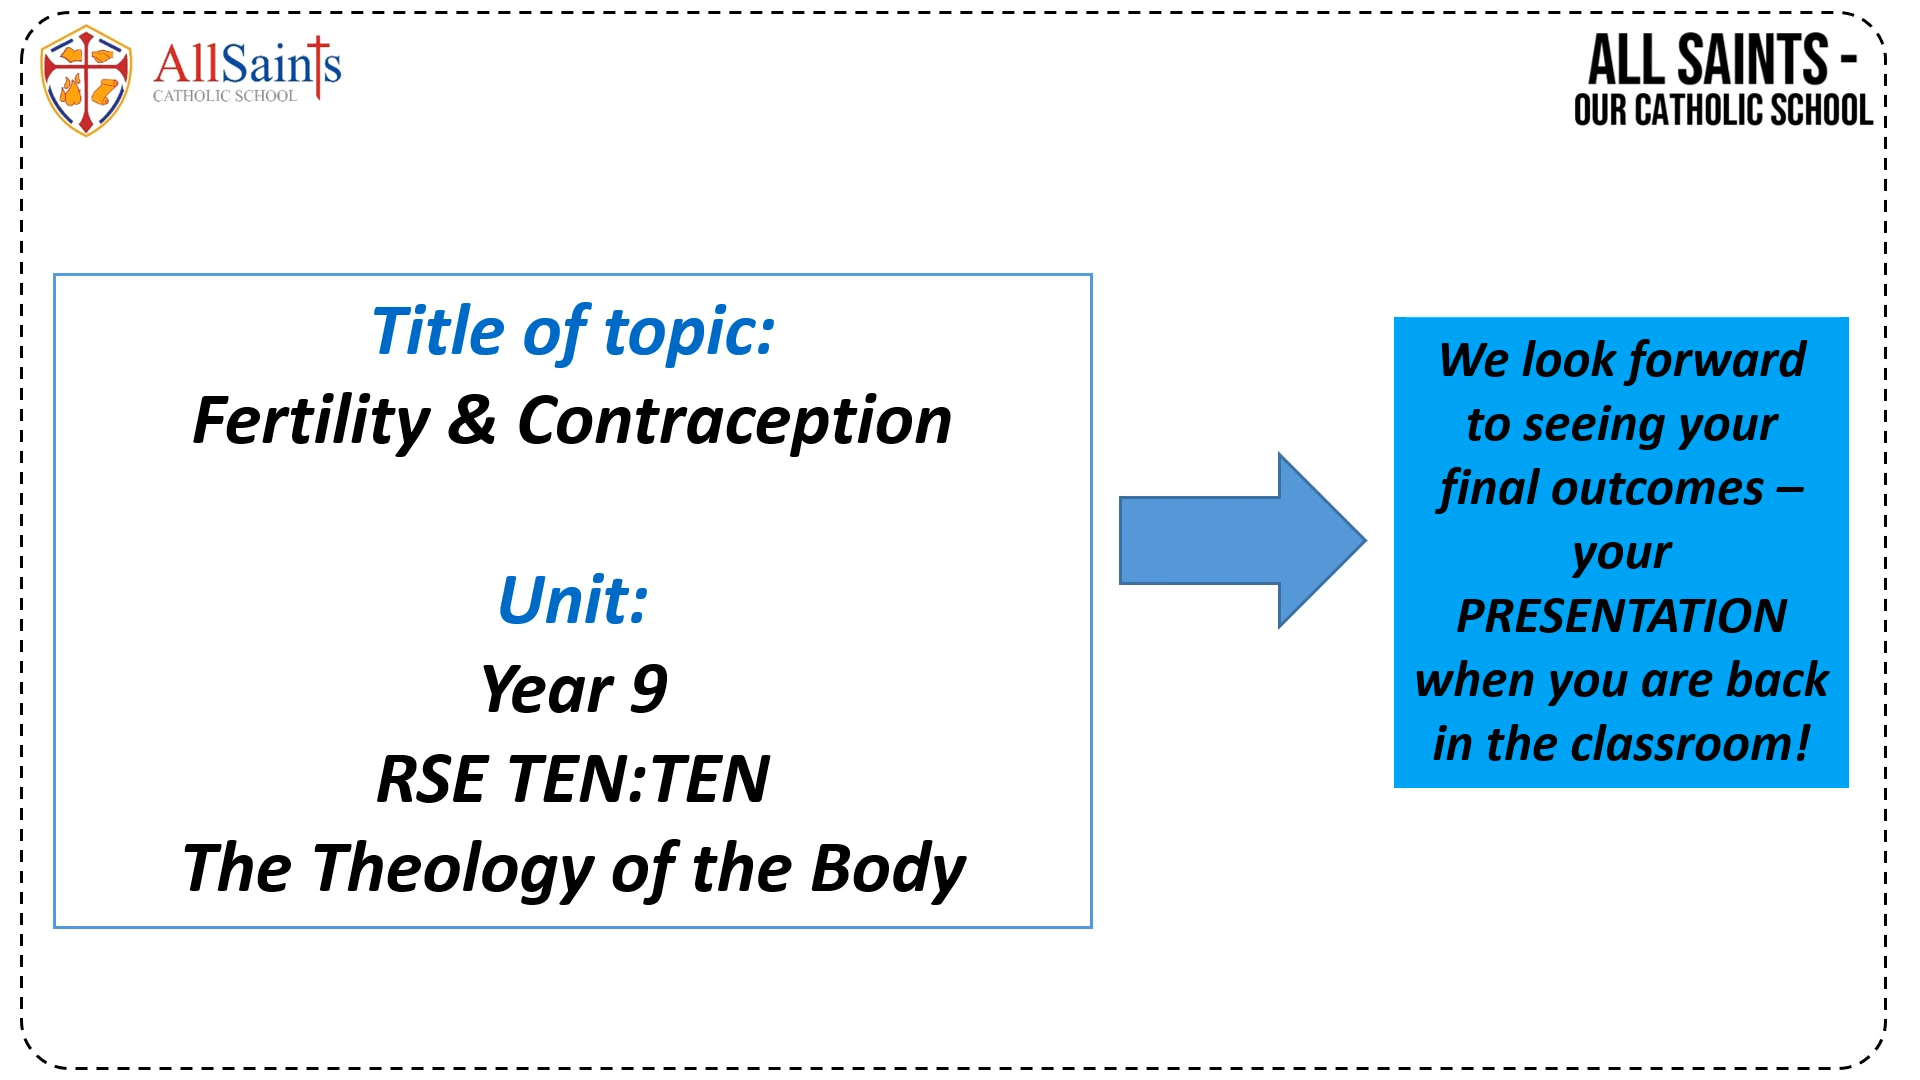 AllSaints
CATHOLIC SCHOOL
ALL SAINTS -
OUR CATHOLIC SCHOOL
Title of topic:
Fertility & Contraception
Unit:
Year 9
RSE TEN:TEN
The Theology of the Body
We look forward
to seeing your
final outcomes –
your
PRESENTATION
when you are back
in the classroom!